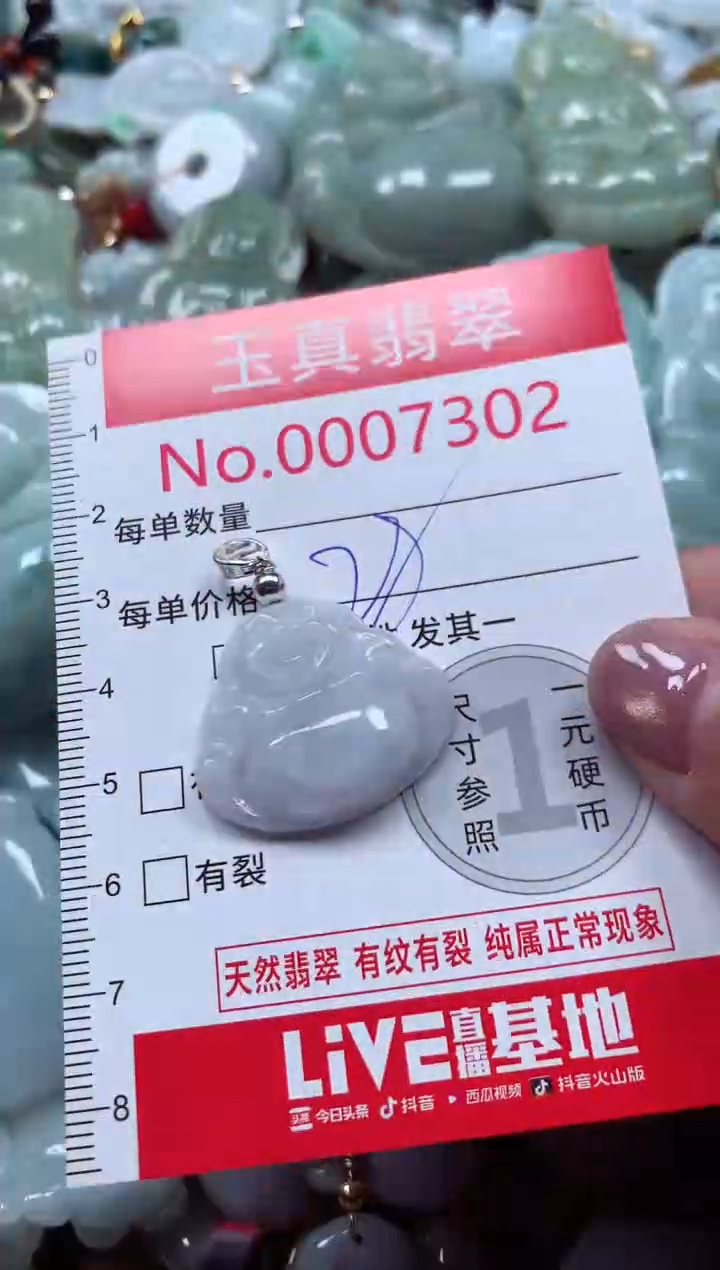 玉真翡翠
No.0007302
每单数量
每单价格
发其一
尺寸参照
1
一元硬币
有裂
天然翡翠 有纹有裂 纯属正常现象
LiVE直播基地
头条 今日头条 抖音 西瓜视频 抖音火山版
0
1
2
3
4
5
6
7
8